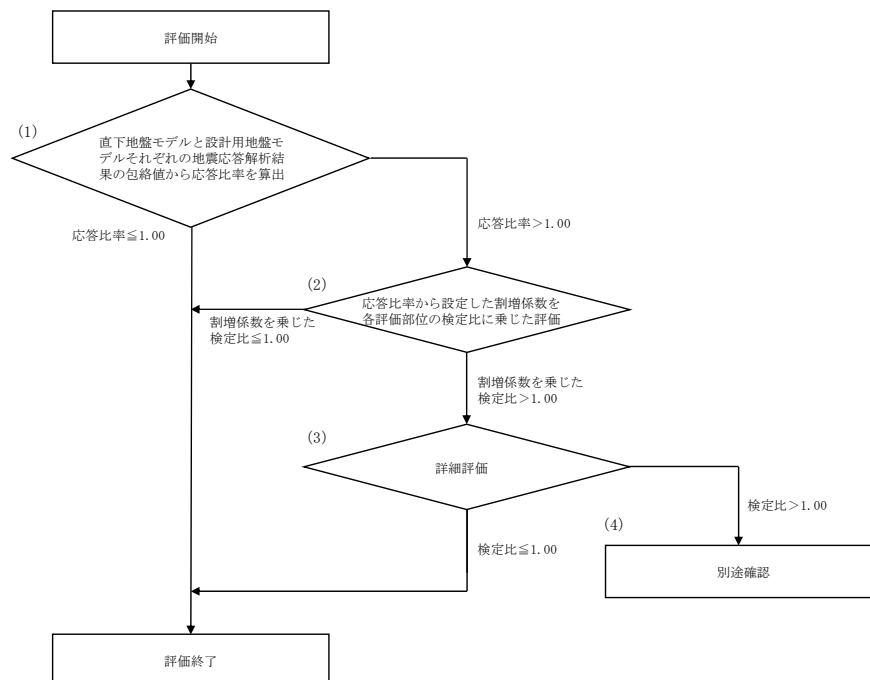 評価開始
(1)
直下地盤モデルと設計用地盤モ
デルそれぞれの地震応答解析結
果の包絡値から応答比率を算出
応答比率≦1.00
応答比率＞1.00
(2)
応答比率から設定した割増係数を
各評価部位の検定比に乗じた評価
割増係数を乗じた
検定比≦1.00
割増係数を乗じた
検定比＞1.00
(3)
詳細評価
検定比＞1.00
(4)
検定比≦1.00
別途確認
評価終了